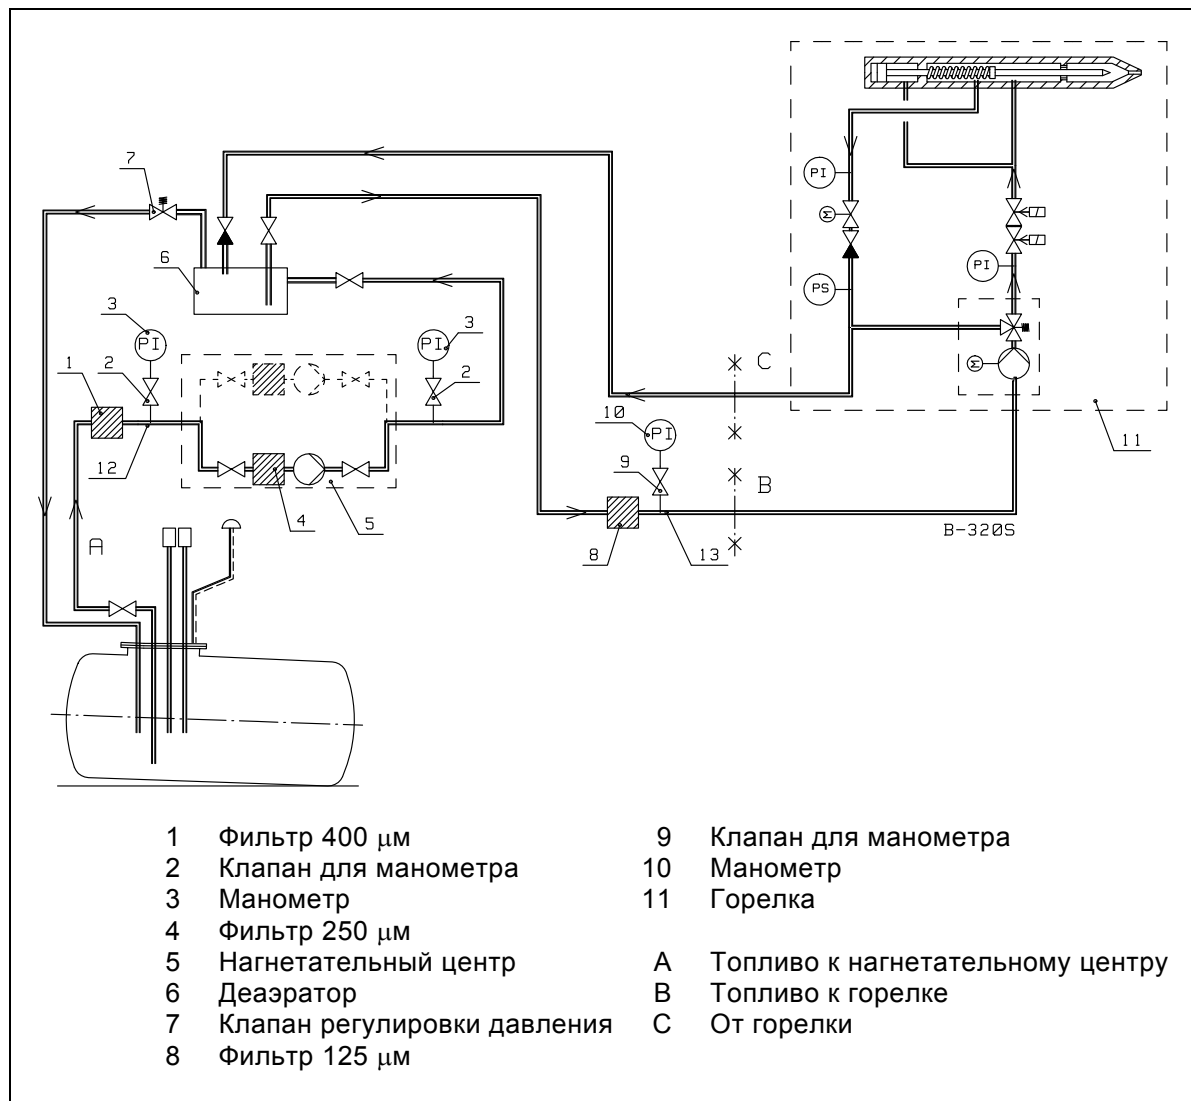 7
6
3
PI
3
PI
1
2
2
12
4
5
A
C
10
PI
9
B
8
13
B-320S
PI
M
PS
PI
M
11
1 Фильтр 400 μм
2 Клапан для манометра
3 Манометр
4 Фильтр 250 μм
5 Нагнетательный центр
6 Деаэратор
7 Клапан регулировки давления
8 Фильтр 125 μм
9 Клапан для манометра
10 Манометр
11 Горелка
A Топливо к нагнетательному центру
B Топливо к горелке
C От горелки